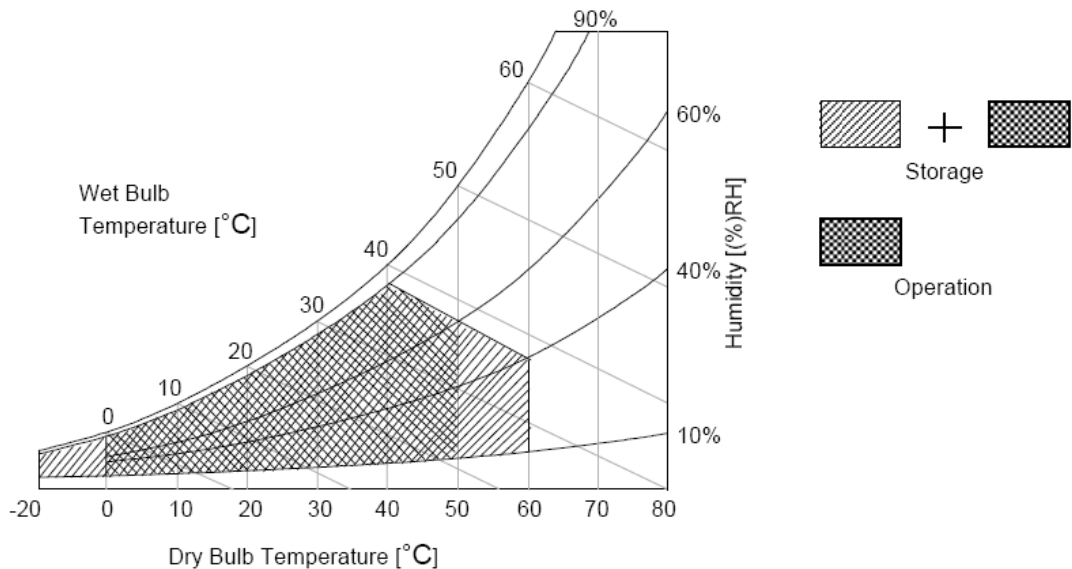 90%
60
60%
50
Wet Bulb
Temperature [°C]
40
30
20
10
0
40%
10%
Humidity [(%)RH]
-20 0 10 20 30 40 50 60 70 80
Dry Bulb Temperature [°C]
+
Storage
Operation